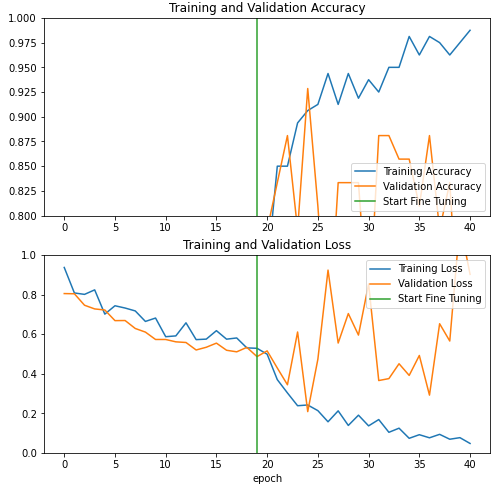 Training and Validation Accuracy
1.000
0.975
0.950
0.925
0.900
0.875
0.850
0.825
0.800
Training Accuracy
Validation Accuracy
Start Fine Tuning
0 5 10 15 20 25 30 35 40
Training and Validation Loss
1.0
0.8
0.6
0.4
0.2
0.0
Training Loss
Validation Loss
Start Fine Tuning
0 5 10 15 20 25 30 35 40
epoch